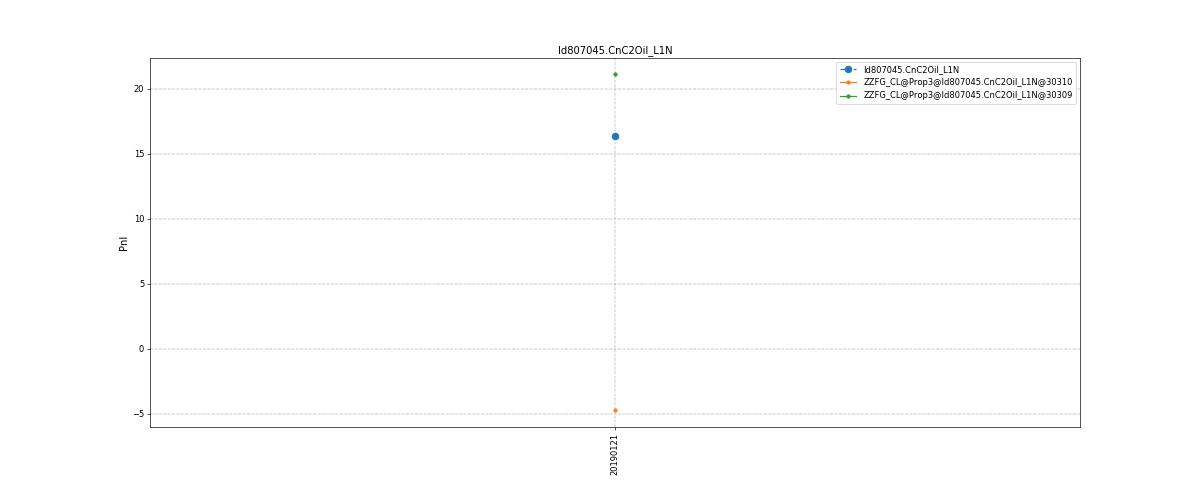 Id807045.CnC2Oil_L1N
Id807045.CnC2Oil_L1N
ZZFG_CL@Prop3@Id807045.CnC2Oil_L1N@30310
ZZFG_CL@Prop3@Id807045.CnC2Oil_L1N@30309
20
15
10
5
0
−5
Pnl
20190121